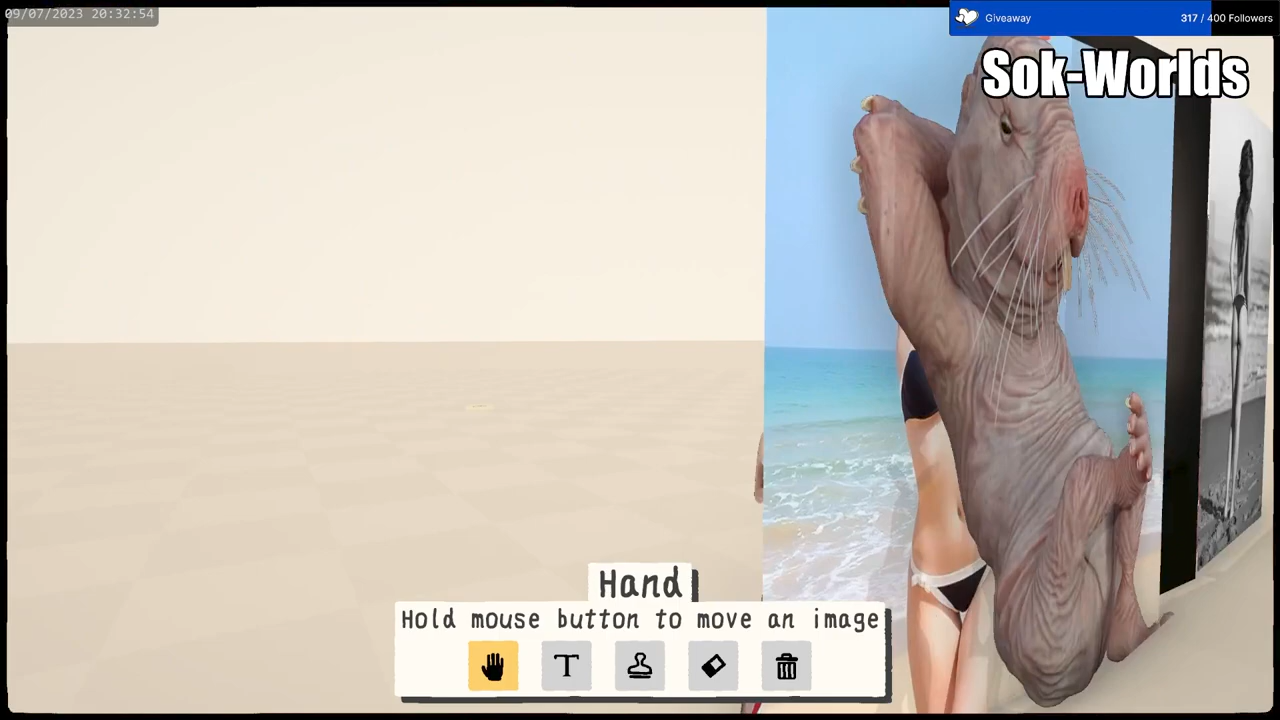 09/07/2023 20:32:54
Giveaway 317 / 400 Followers
Sok-Worlds
Hand
Hold mouse button to move an image
T